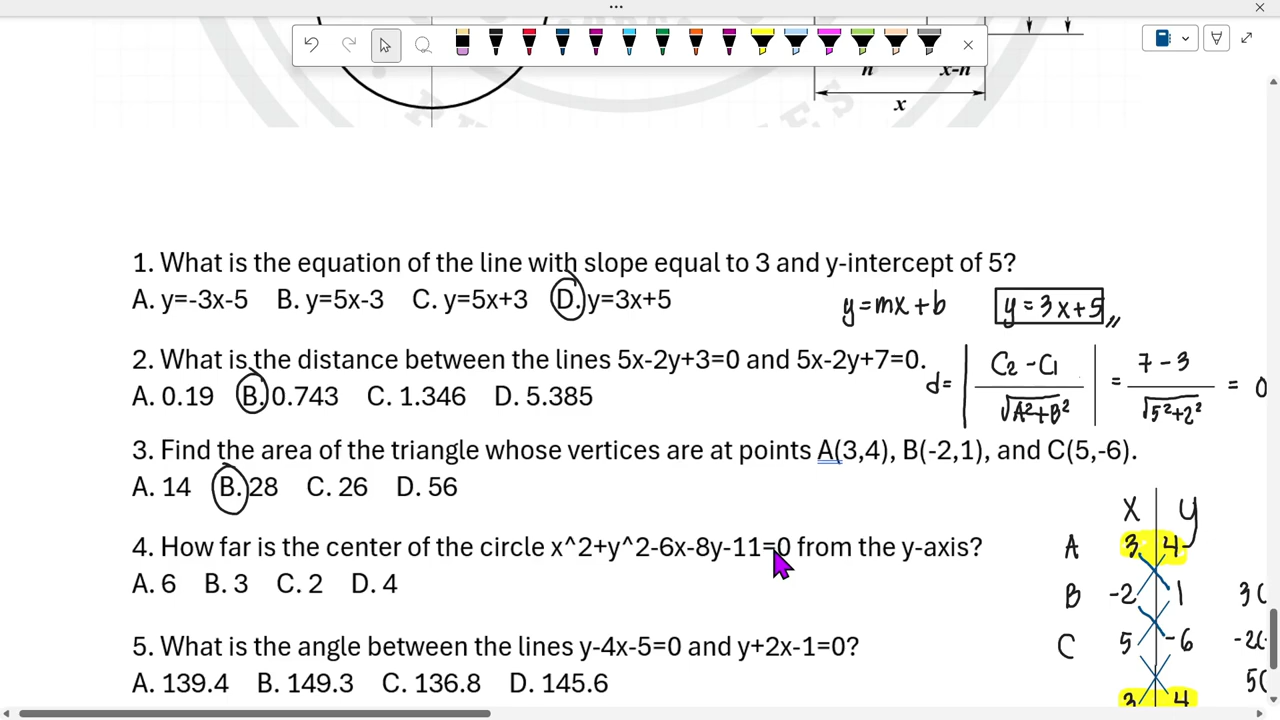 n x-n
x
1. What is the equation of the line with slope equal to 3 and y-intercept of 5?
A. y=-3x-5 B. y=5x-3 C. y=5x+3 D. y=3x+5 y=mx+b y=3x+5
2. What is the distance between the lines 5x-2y+3=0 and 5x-2y+7=0.
A. 0.19 B. 0.743 C. 1.346 D. 5.385 d=|C2-C1/√A²+B²| = 7-3/√5²+2² = 0
3. Find the area of the triangle whose vertices are at points A(3,4), B(-2,1), and C(5,-6).
A. 14 B. 28 C. 26 D. 56
x y
4. How far is the center of the circle x^2+y^2-6x-8y-11=0 from the y-axis? A 3 4
A. 6 B. 3 C. 2 D. 4 B -2 1 3(
5. What is the angle between the lines y-4x-5=0 and y+2x-1=0? C 5 -6 -2(
A. 139.4 B. 149.3 C. 136.8 D. 145.6 5(
3 4